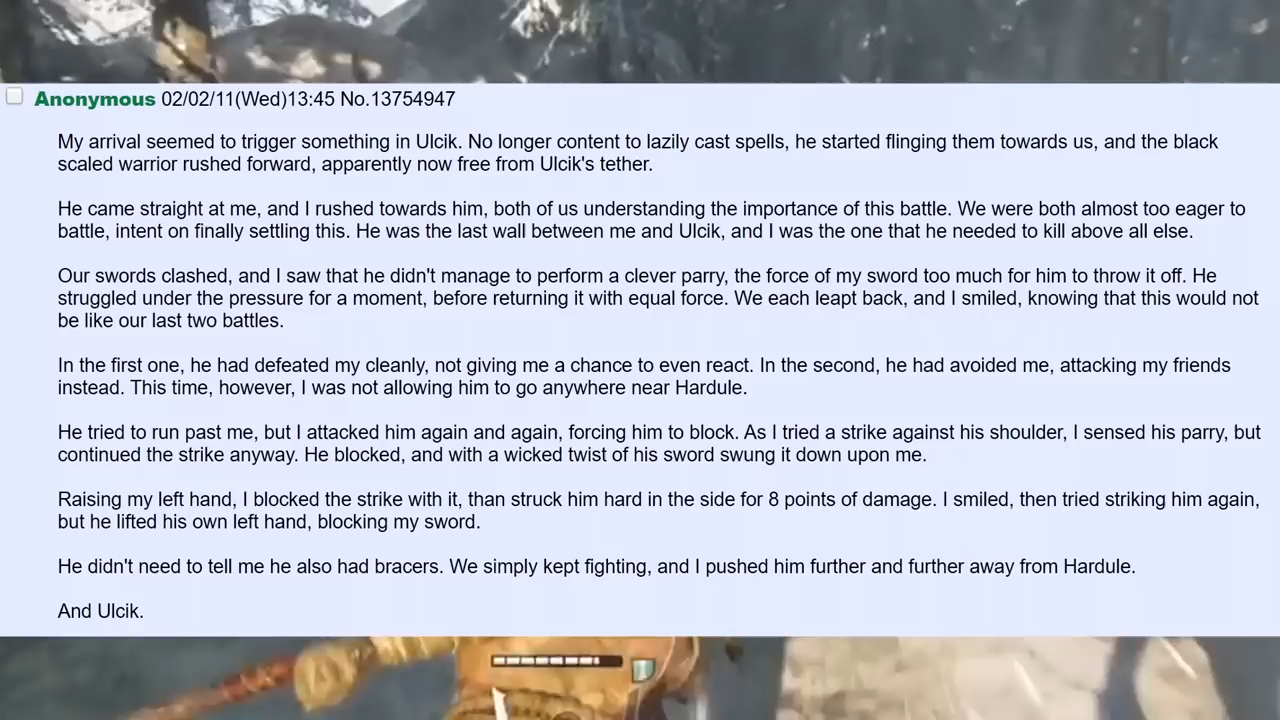 Anonymous 02/02/11(Wed)13:45 No.13754947
My arrival seemed to trigger something in Ulcik. No longer content to lazily cast spells, he started flinging them towards us, and the black
scaled warrior rushed forward, apparently now free from Ulcik's tether.
He came straight at me, and I rushed towards him, both of us understanding the importance of this battle. We were both almost too eager to
battle, intent on finally settling this. He was the last wall between me and Ulcik, and I was the one that he needed to kill above all else.
Our swords clashed, and I saw that he didn't manage to perform a clever parry, the force of my sword too much for him to throw it off. He
struggled under the pressure for a moment, before returning it with equal force. We each leapt back, and I smiled, knowing that this would not
be like our last two battles.
In the first one, he had defeated my cleanly, not giving me a chance to even react. In the second, he had avoided me, attacking my friends
instead. This time, however, I was not allowing him to go anywhere near Hardule.
He tried to run past me, but I attacked him again and again, forcing him to block. As I tried a strike against his shoulder, I sensed his parry, but
continued the strike anyway. He blocked, and with a wicked twist of his sword swung it down upon me.
Raising my left hand, I blocked the strike with it, than struck him hard in the side for 8 points of damage. I smiled, then tried striking him again,
but he lifted his own left hand, blocking my sword.
He didn't need to tell me he also had bracers. We simply kept fighting, and I pushed him further and further away from Hardule.
And Ulcik.